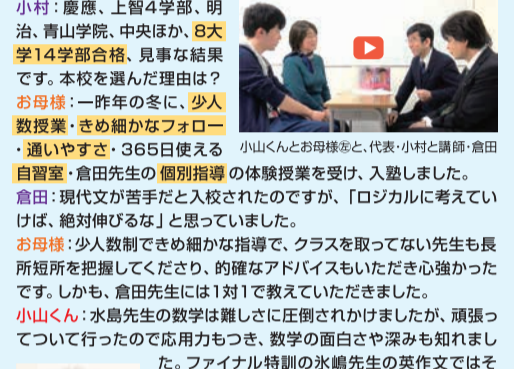 小村：慶應、上智4学部、明
治、青山学院、中央ほか、8大
学14学部合格、見事な結果
です。本校を選んだ理由は？
お母様：一昨年の冬に、少人
数授業・きめ細かなフォロー
・通いやすさ・365日使える
小山くんとお母様㊧と、代表・小村と講師・倉田
自習室・倉田先生の個別指導の体験授業を受け、入塾しました。
倉田：現代文が苦手だと入校されたのですが、「ロジカルに考えてい
けば、絶対伸びるな」と思っていました。
お母様：少人数制できめ細かな指導で、クラスを取ってない先生も長
所短所を把握してくださり、的確なアドバイスもいただき心強かった
です。しかも、倉田先生には1対1で教えていただきました。
小山くん：水島先生の数学は難しさに圧倒されかけましたが、頑張っ
てついて行ったので応用力もつき、数学の面白さや深みも知れまし
た。ファイナル特訓の氷嶋先生の英作文ではそ